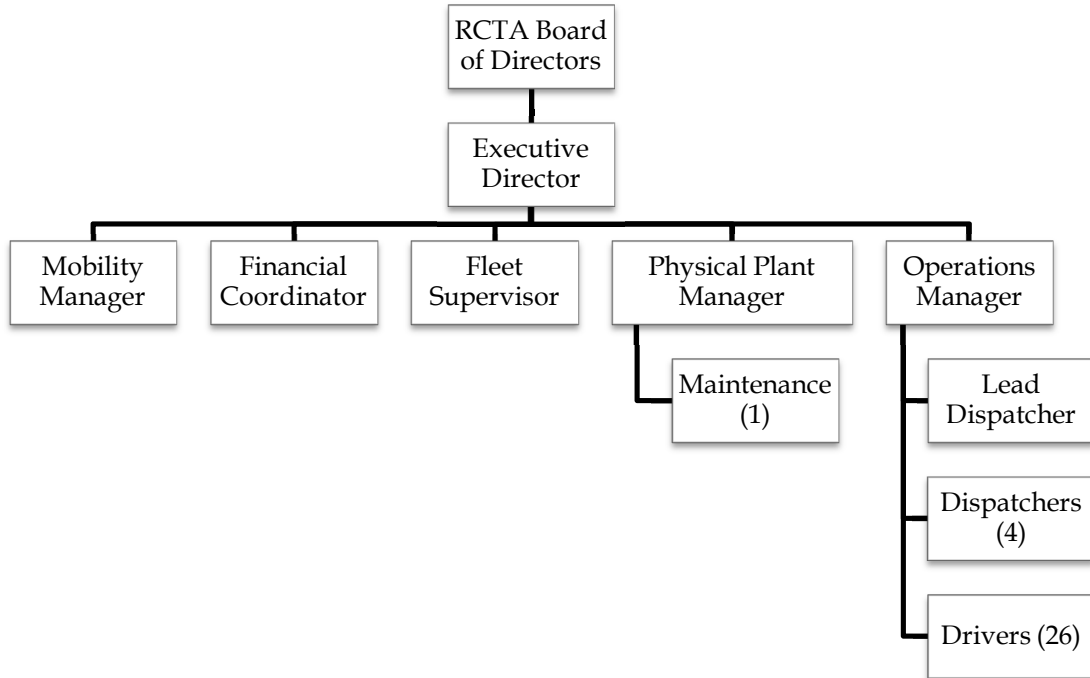 RCTA Board
of Directors
Executive
Director
Mobility
Manager
Financial
Coordinator
Fleet
Supervisor
Physical Plant
Manager
Operations
Manager
Maintenance
(1)
Lead
Dispatcher
Dispatchers
(4)
Drivers (26)